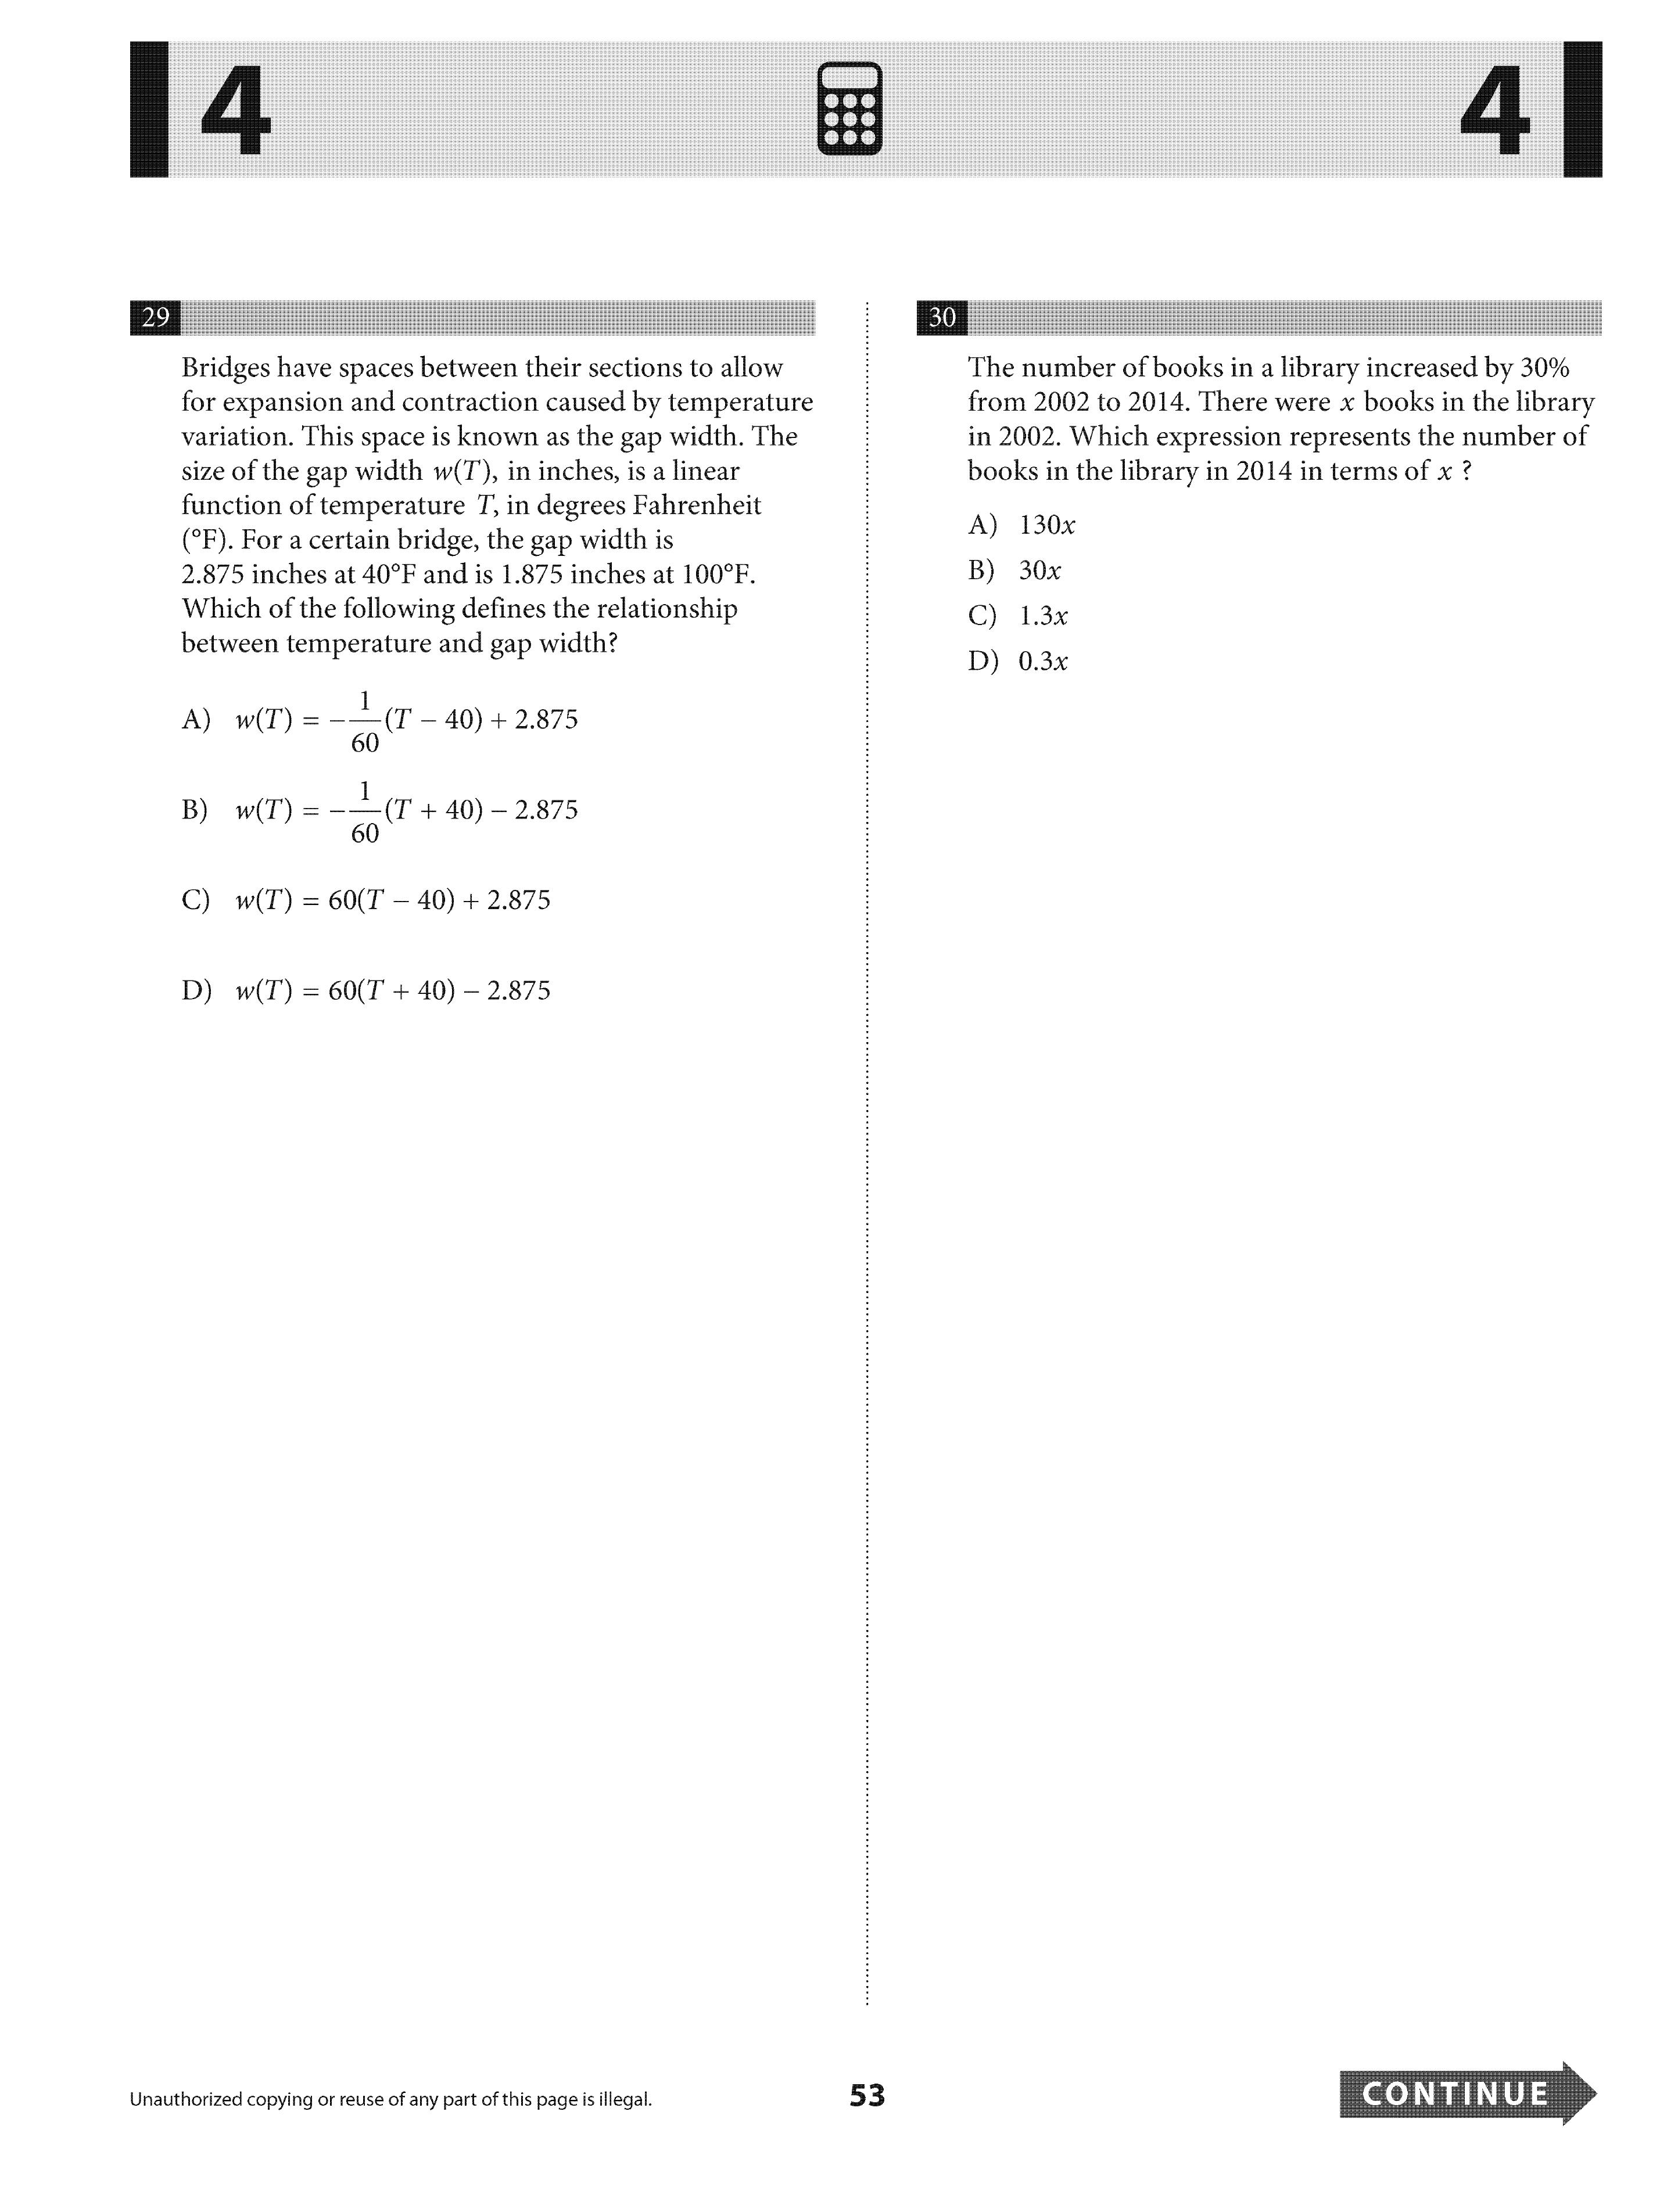 4 4
29
Bridges have spaces between their sections to allow
for expansion and contraction caused by temperature
variation. This space is known as the gap width. The
size of the gap width w(T), in inches, is a linear
function of temperature T, in degrees Fahrenheit
(°F). For a certain bridge, the gap width is
2.875 inches at 40°F and is 1.875 inches at 100°F.
Which of the following defines the relationship
between temperature and gap width?
A) w(T) = −1/60(T − 40) + 2.875
B) w(T) = −1/60(T + 40) − 2.875
C) w(T) = 60(T − 40) + 2.875
D) w(T) = 60(T + 40) − 2.875
30
The number of books in a library increased by 30%
from 2002 to 2014. There were x books in the library
in 2002. Which expression represents the number of
books in the library in 2014 in terms of x ?
A) 130x
B) 30x
C) 1.3x
D) 0.3x
Unauthorized copying or reuse of any part of this page is illegal.
53
CONTINUE